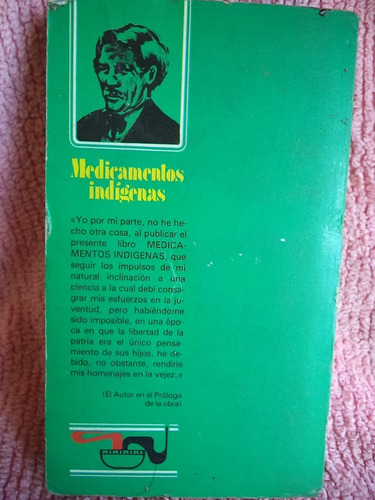 Medicamentos
indígenas
«Yo por mi parte, no he he-
cho otra cosa, al publicar el
presente libro MEDICA-
MENTOS INDIGENAS, que
seguir los impulsos de mi
natural inclinación a una
ciencia a la cual debí consa-
grar mis esfuerzos en la ju-
ventud, pero habiéndome
sido imposible, en una épo-
ca en que la libertad de la
patria era el único pensa-
miento de sus hijos, he de-
bido, no obstante, rendirle
mis homenajes en la vejez.»
(El Autor en el Prólogo
de la obra)